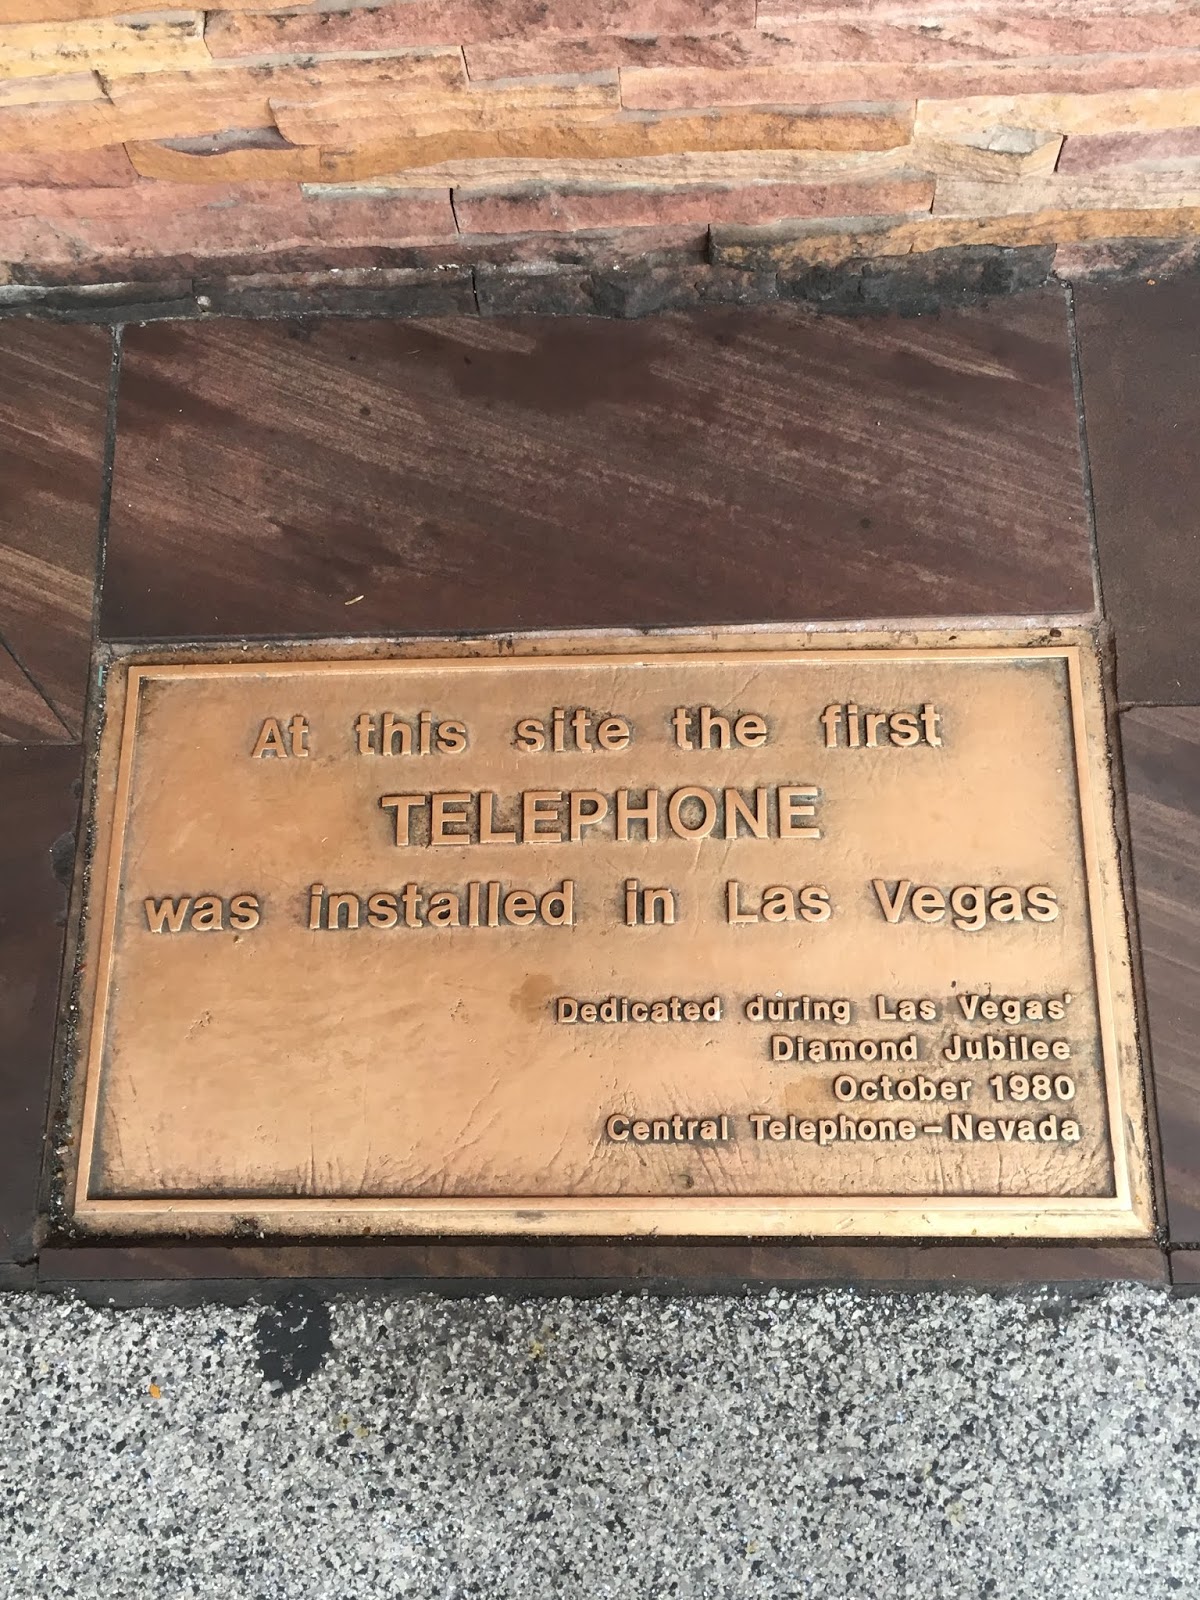 At this site the first
TELEPHONE
was installed in Las Vegas
Dedicated during Las Vegas'
Diamond Jubilee
October 1980
Central Telephone – Nevada